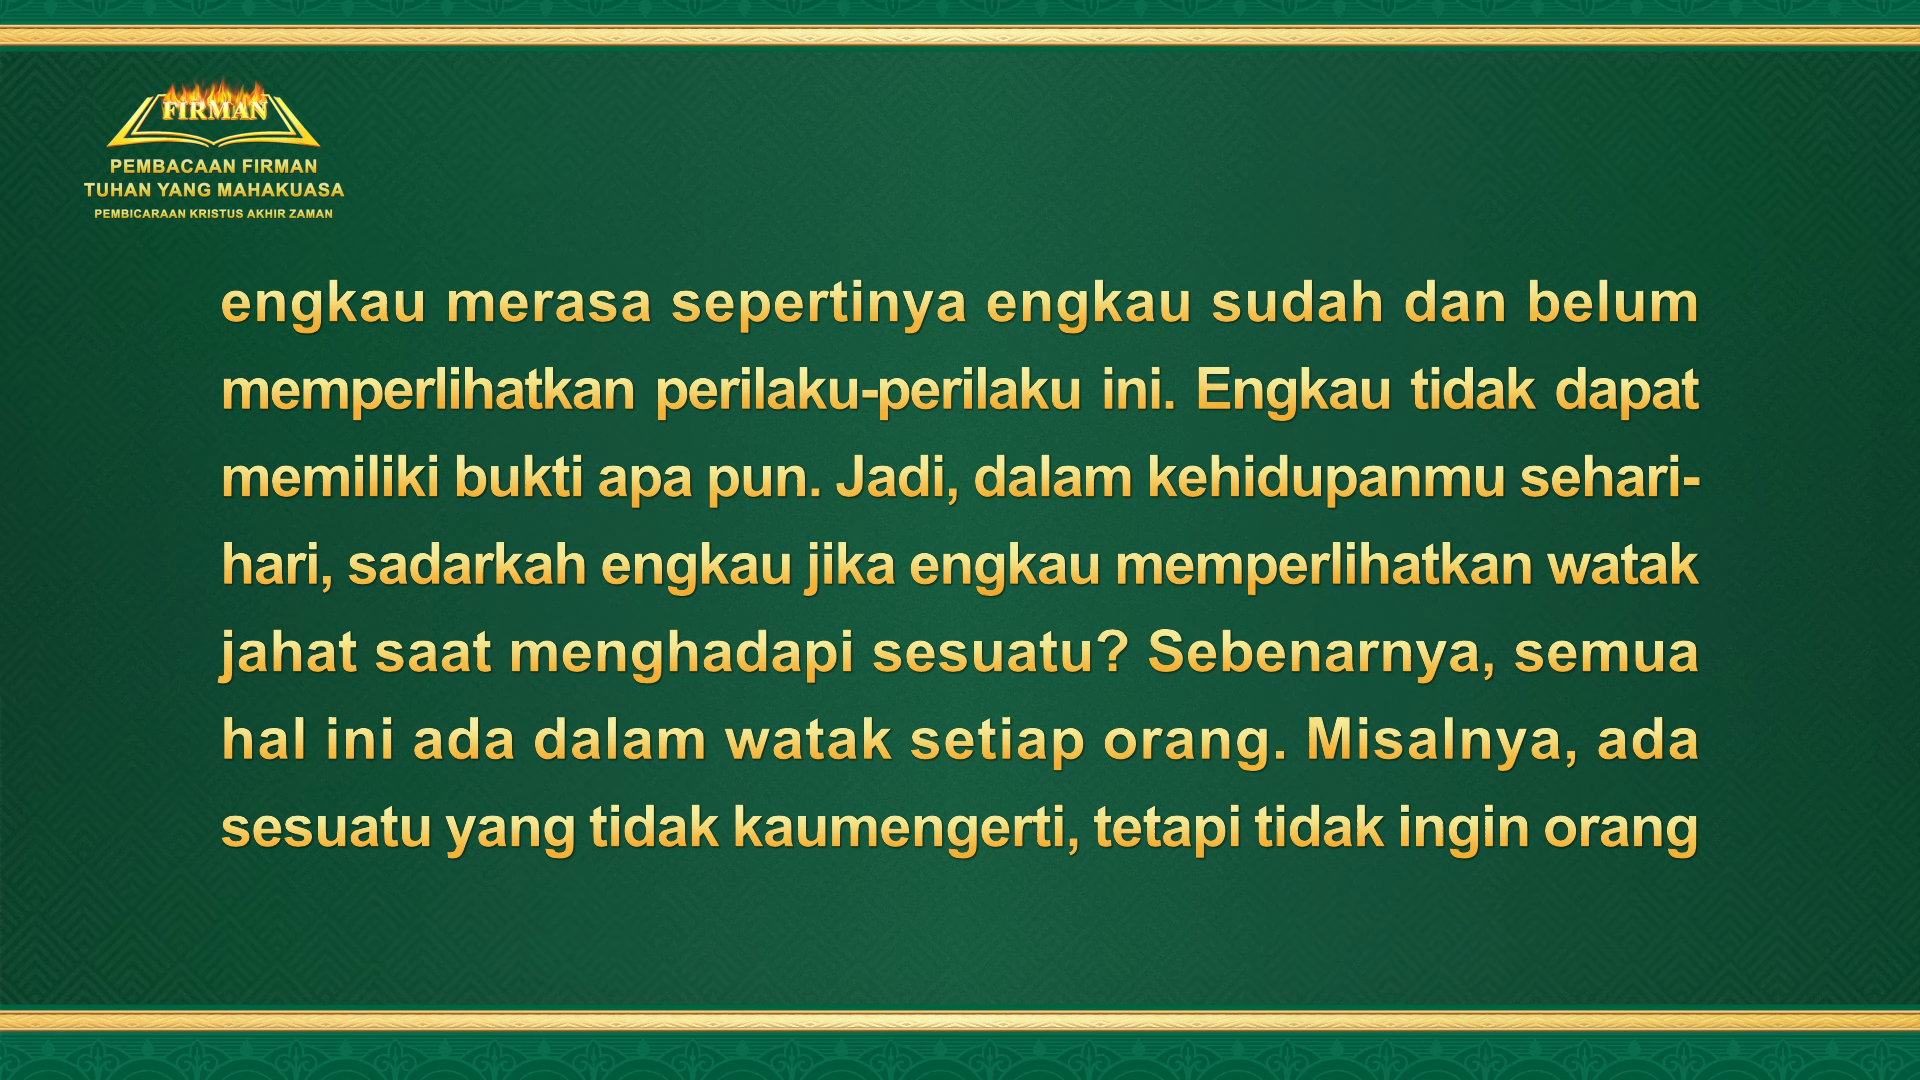 FIRMAN
PEMBACAAN FIRMAN
TUHAN YANG MAHAKUASA
PEMBICARAAN KRISTUS AKHIR ZAMAN
engkau merasa sepertinya engkau sudah dan belum
memperlihatkan perilaku-perilaku ini. Engkau tidak dapat
memiliki bukti apa pun. Jadi, dalam kehidupanmu sehari-
hari, sadarkah engkau jika engkau memperlihatkan watak
jahat saat menghadapi sesuatu? Sebenarnya, semua
hal ini ada dalam watak setiap orang. Misalnya, ada
sesuatu yang tidak kaumengerti, tetapi tidak ingin orang